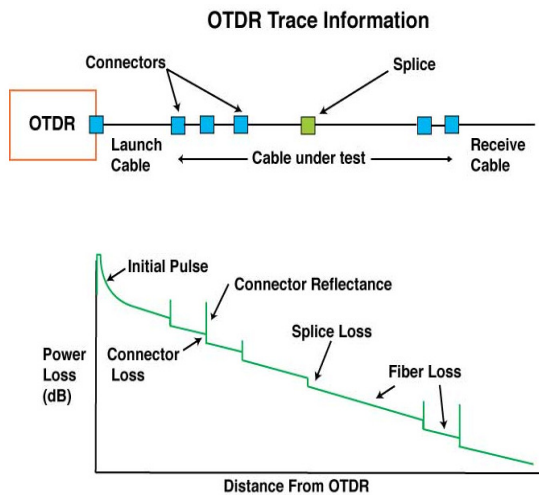 OTDR Trace Information
Connectors
Splice
OTDR
Launch
Cable
Cable under test
Receive
Cable
Initial Pulse
Connector Reflectance
Splice Loss
Power
Loss
(dB)
Connector
Loss
Fiber Loss
Distance From OTDR